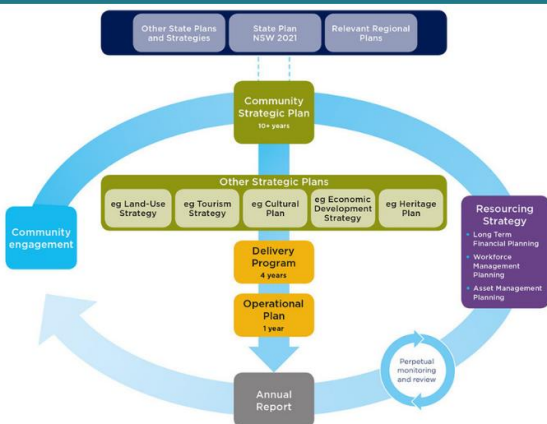 Other State Plans
and Strategies
State Plan
NSW 2021
Relevant Regional
Plans
Community
Strategic Plan
10+ years
Other Strategic Plans
eg Land-Use
Strategy
eg Tourism
Strategy
eg Cultural
Plan
eg Economic
Development
Strategy
eg Heritage
Plan
Community
engagement
Resourcing
Strategy
• Long Term
Financial Planning
• Workforce
Management
Planning
• Asset Management
Planning
Delivery
Program
4 years
Operational
Plan
1 year
Perpetual
monitoring
and review
Annual
Report